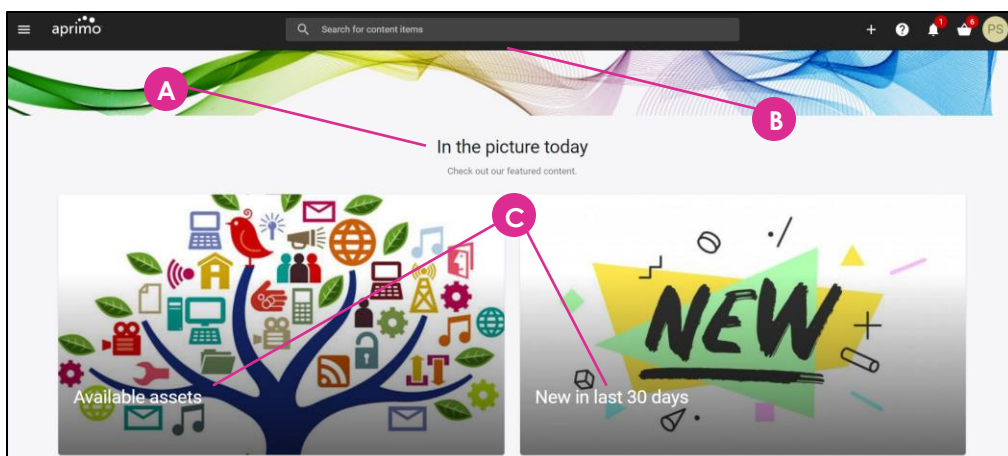 aprimo
Search for content items
1
6
PS
A
B
In the picture today
Check out our featured content.
C
NEW
Available assets
New in last 30 days